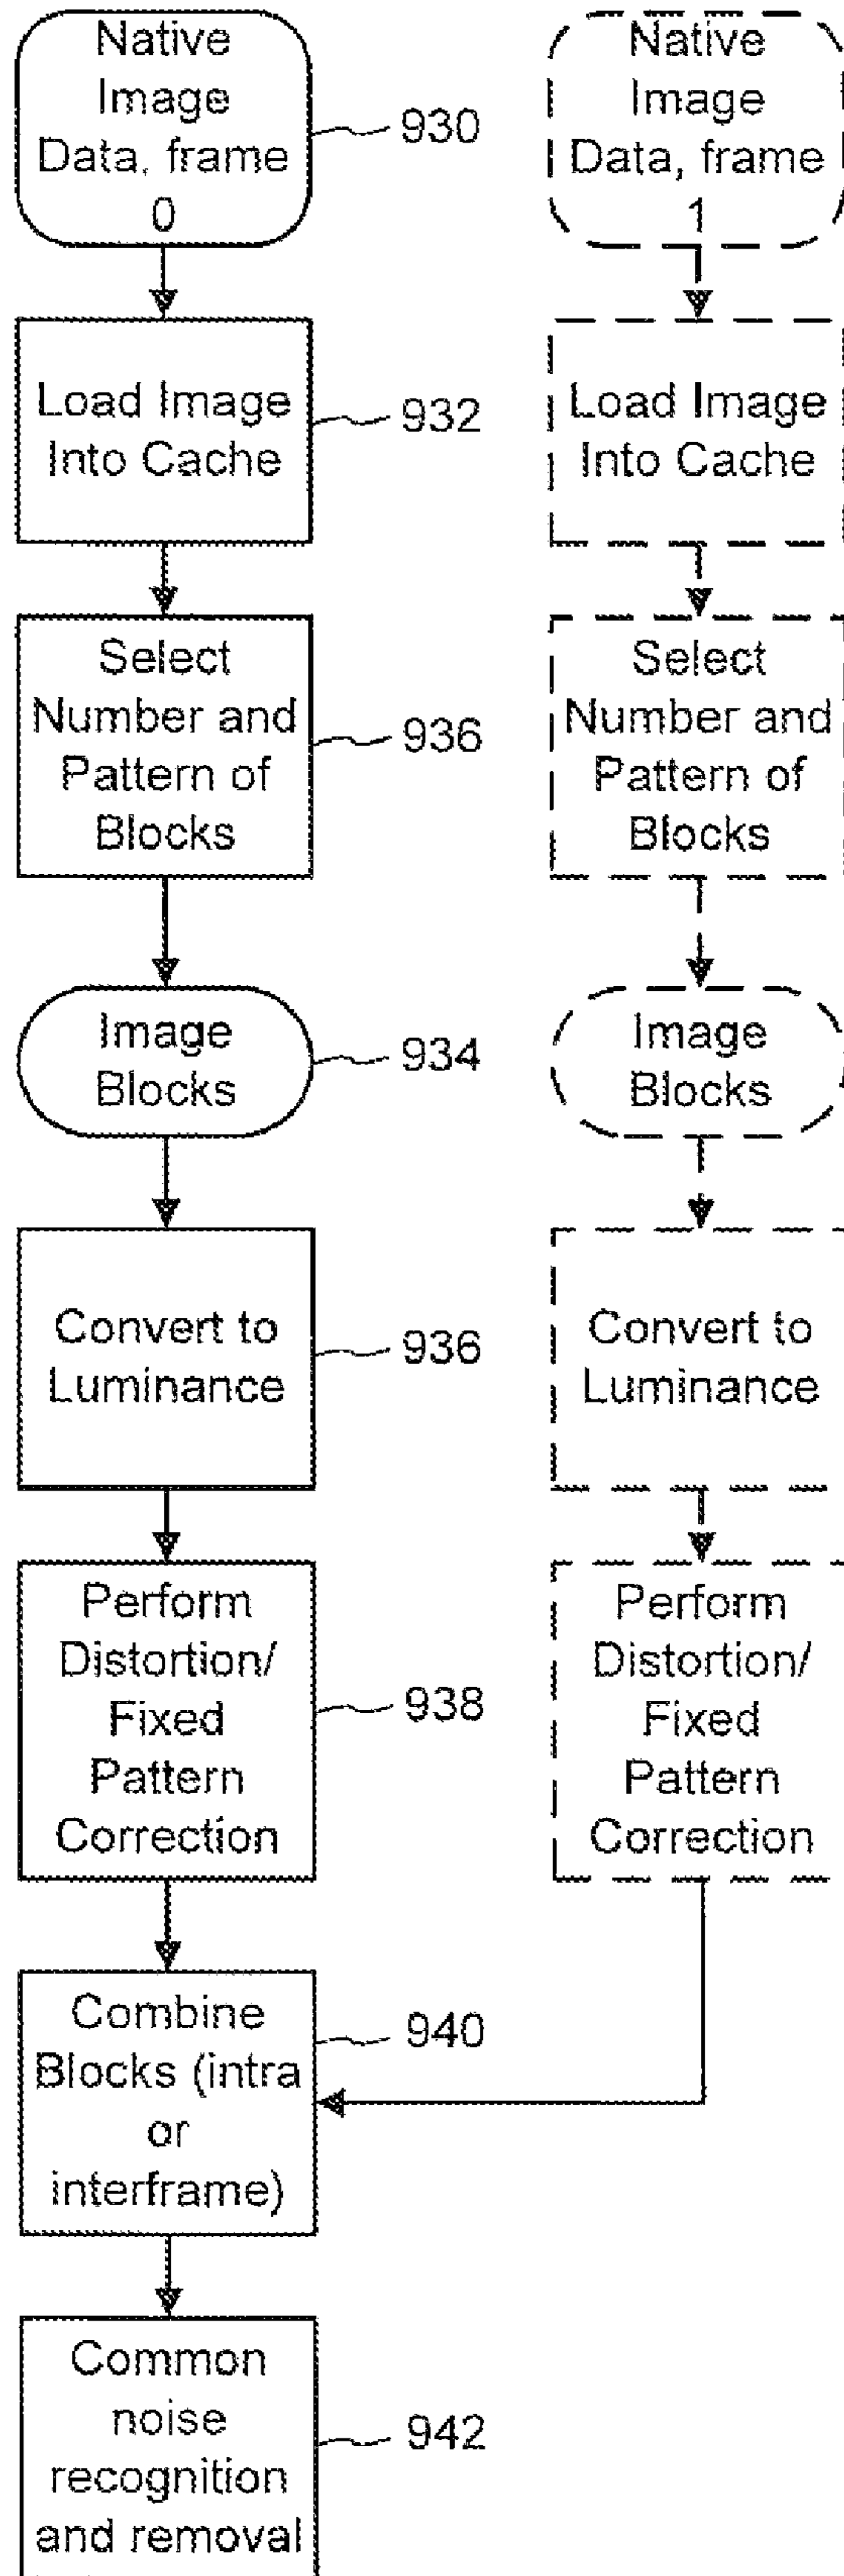 Native
Image
Data, frame
0
930
Native
Image
Data, frame
1
Load Image
Into Cache
932
Load Image
Into Cache
Select
Number and
Pattern of
Blocks
936
Select
Number and
Pattern of
Blocks
Image
Blocks
934
Image
Blocks
Convert to
Luminance
936
Convert to
Luminance
Perform
Distortion/
Fixed
Pattern
Correction
938
Perform
Distortion/
Fixed
Pattern
Correction
Combine
Blocks (intra
or
interframe)
940
Common
noise
recognition
and removal
942